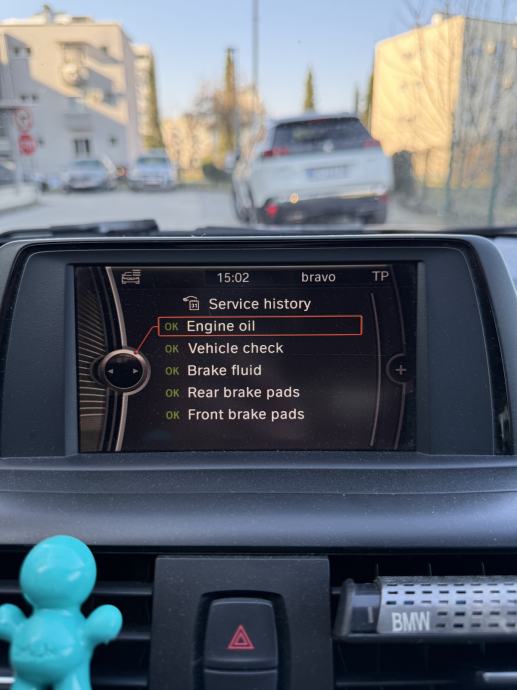 15:02 bravo TP
31 Service history
OK Engine oil
OK Vehicle check
OK Brake fluid
OK Rear brake pads
OK Front brake pads
BMW